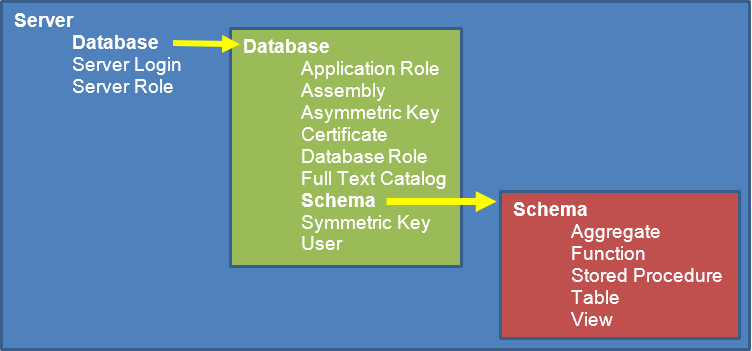 Server
Database
Server Login
Server Role
Database
Application Role
Assembly
Asymmetric Key
Certificate
Database Role
Full Text Catalog
Schema
Symmetric Key
User
Schema
Aggregate
Function
Stored Procedure
Table
View